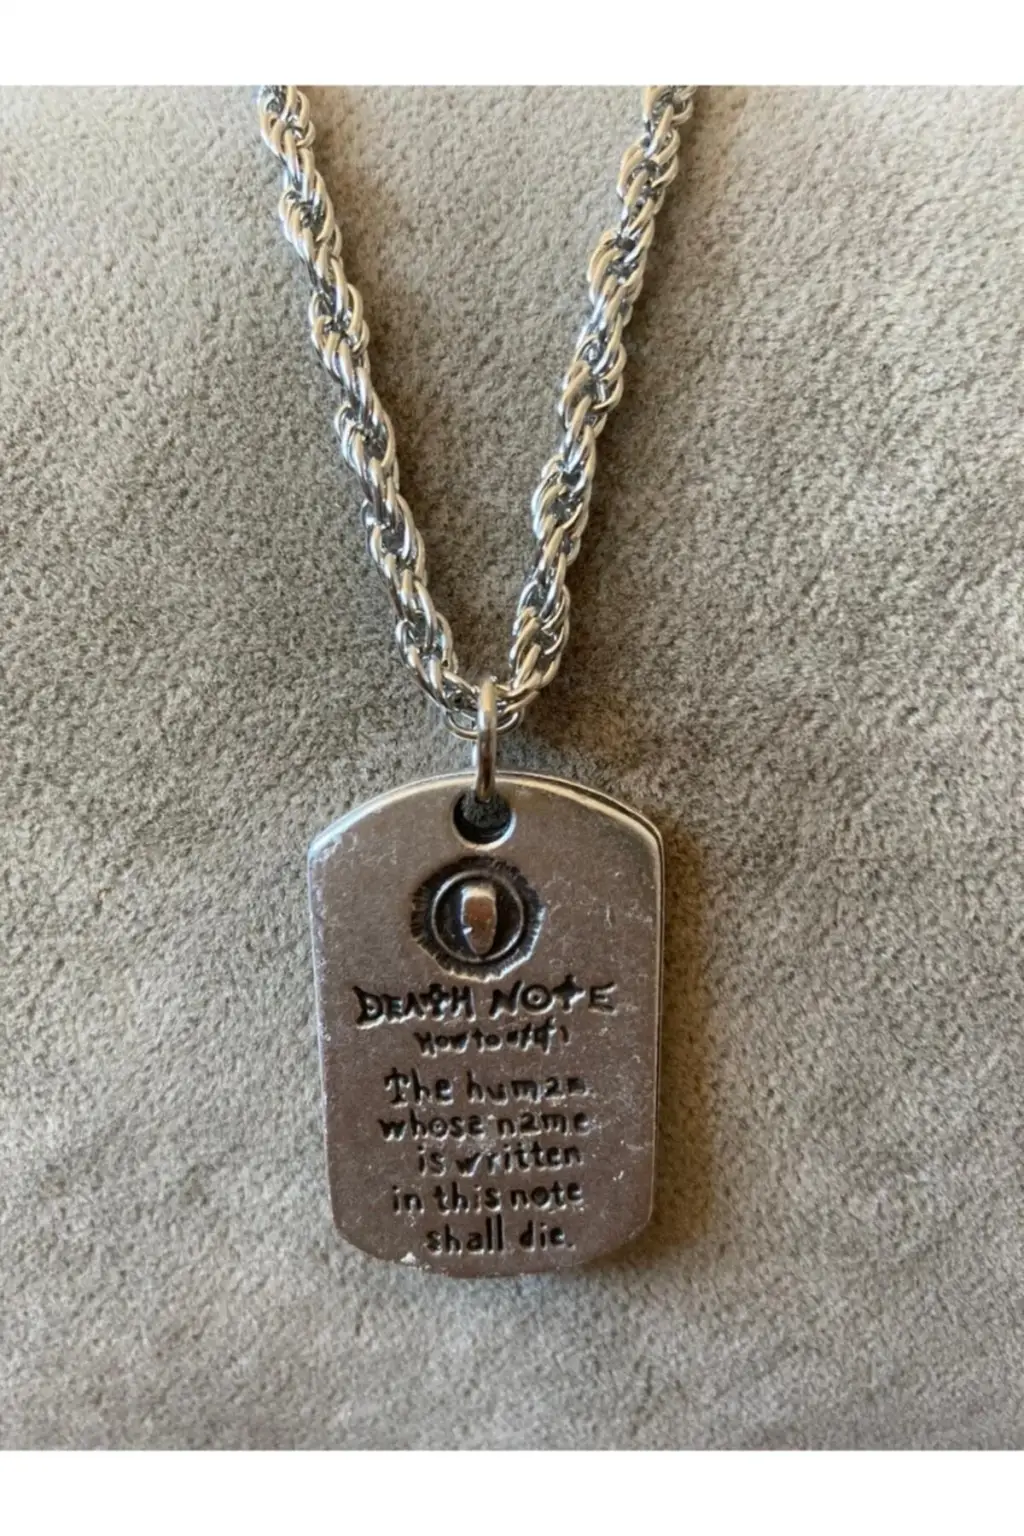 DEATH NOTE
How to
The human
whose name
is written
in this note
shall die.